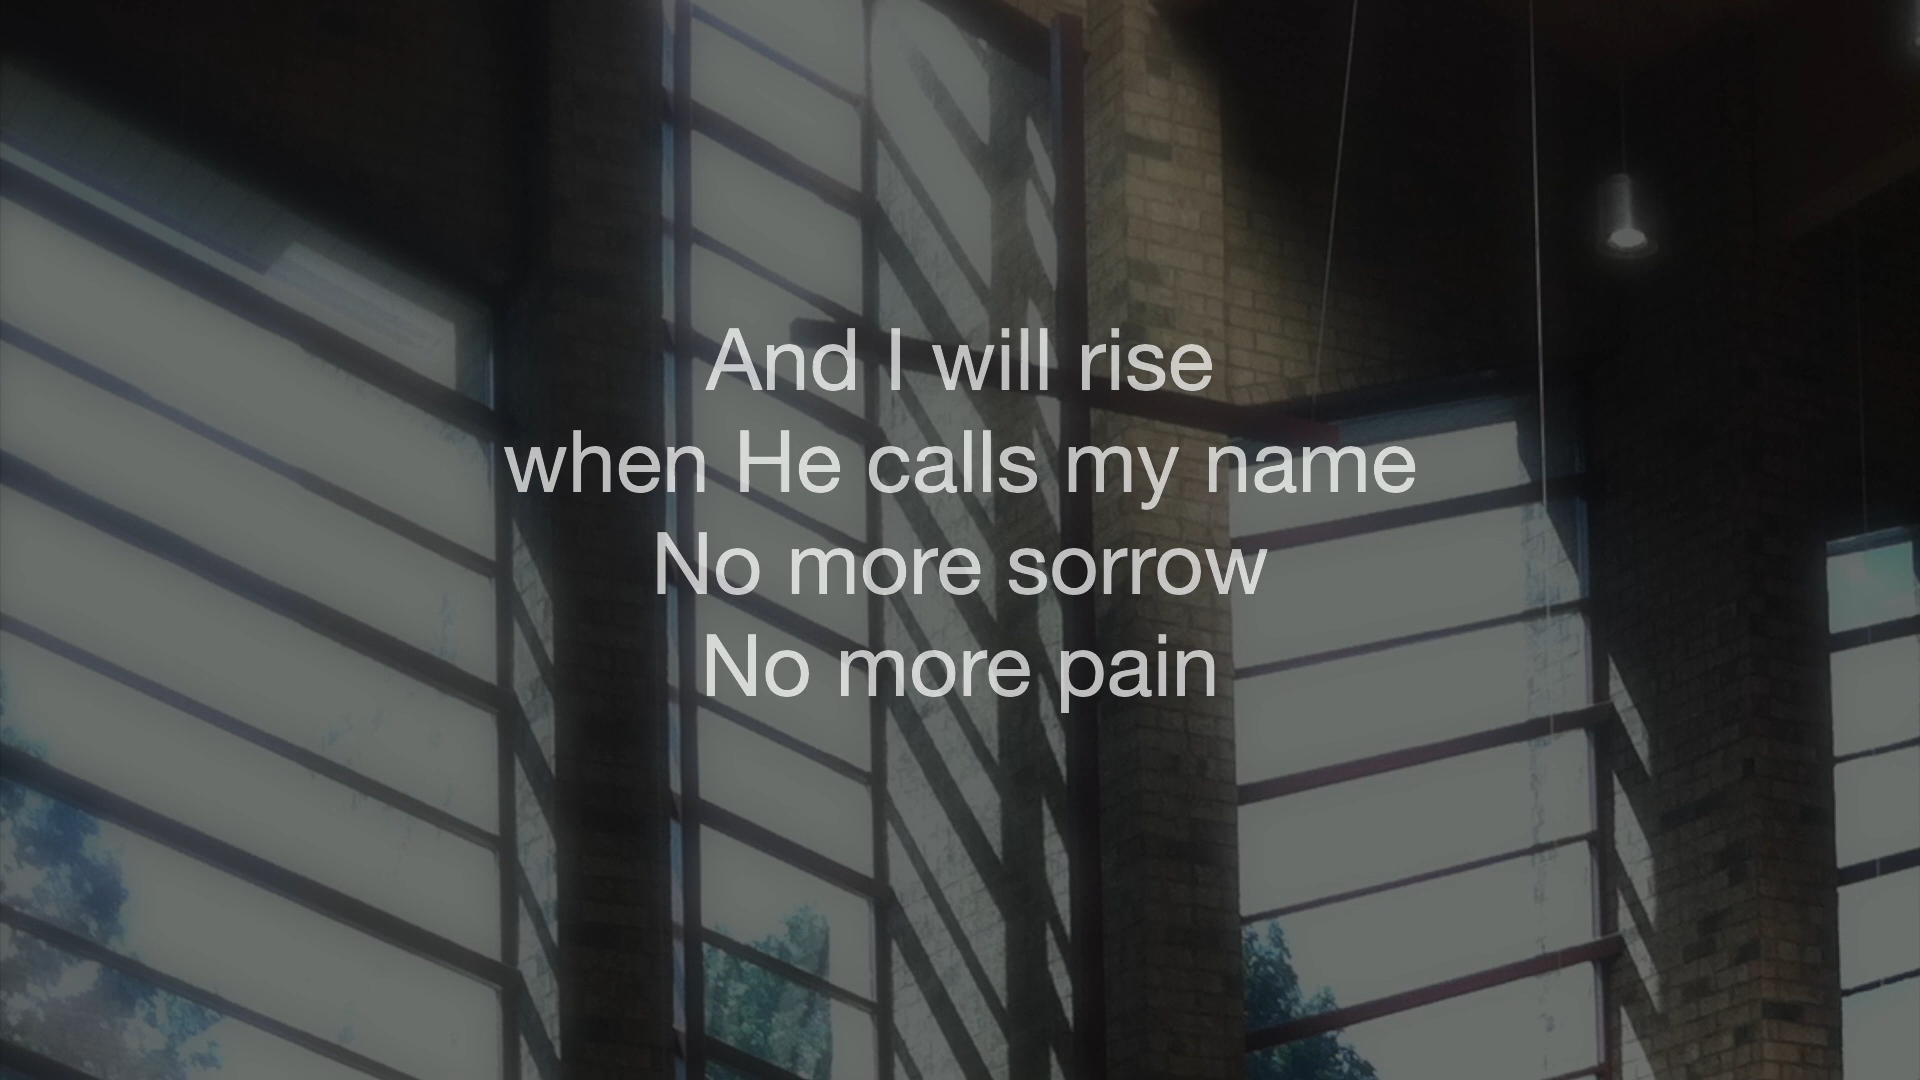 And I will rise
when He calls my name
No more sorrow
No more pain